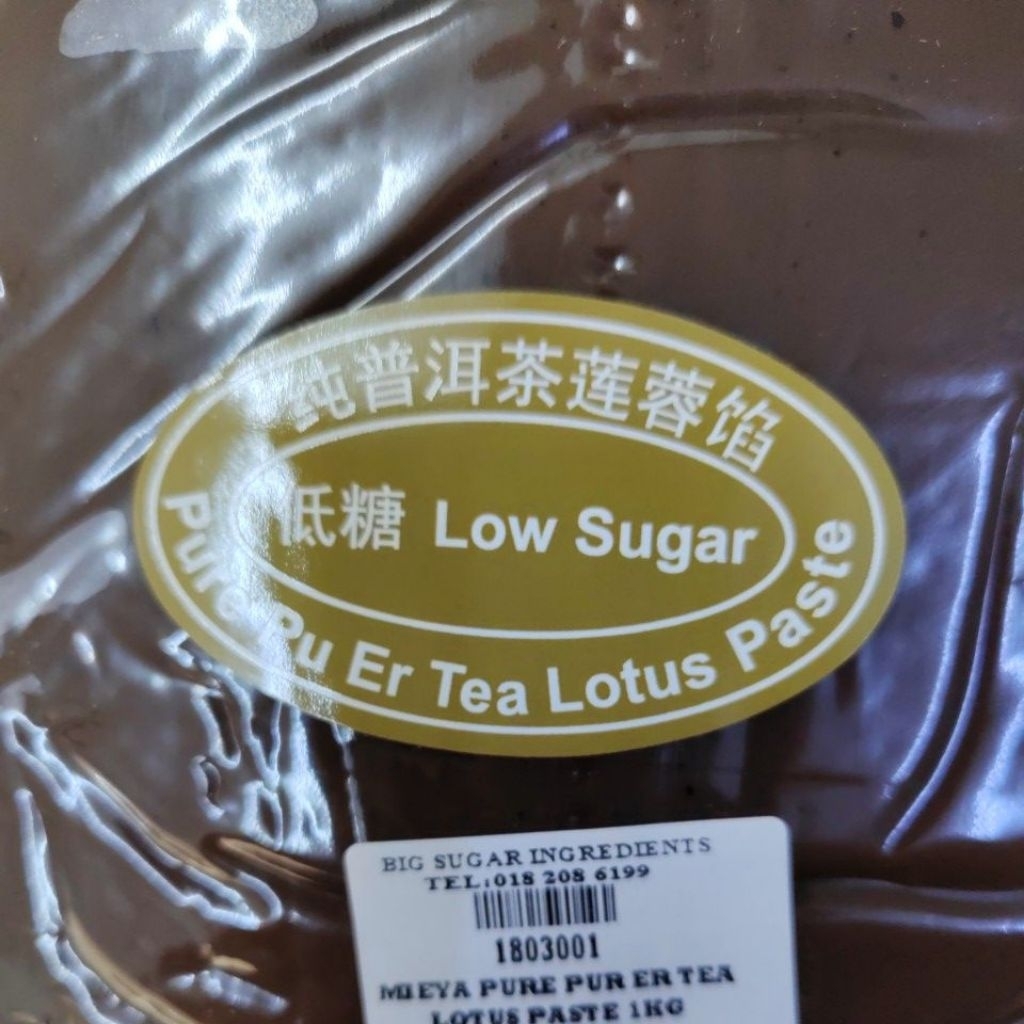 纯普洱茶莲蓉馅
低糖 Low Sugar
Pure Pu Er Tea Lotus Paste
BIG SUGAR INGREDIENTS
TEL:018 208 6199
1803001
MIEYA PURE PUR ER TEA
LOTUS PASTE 1KG